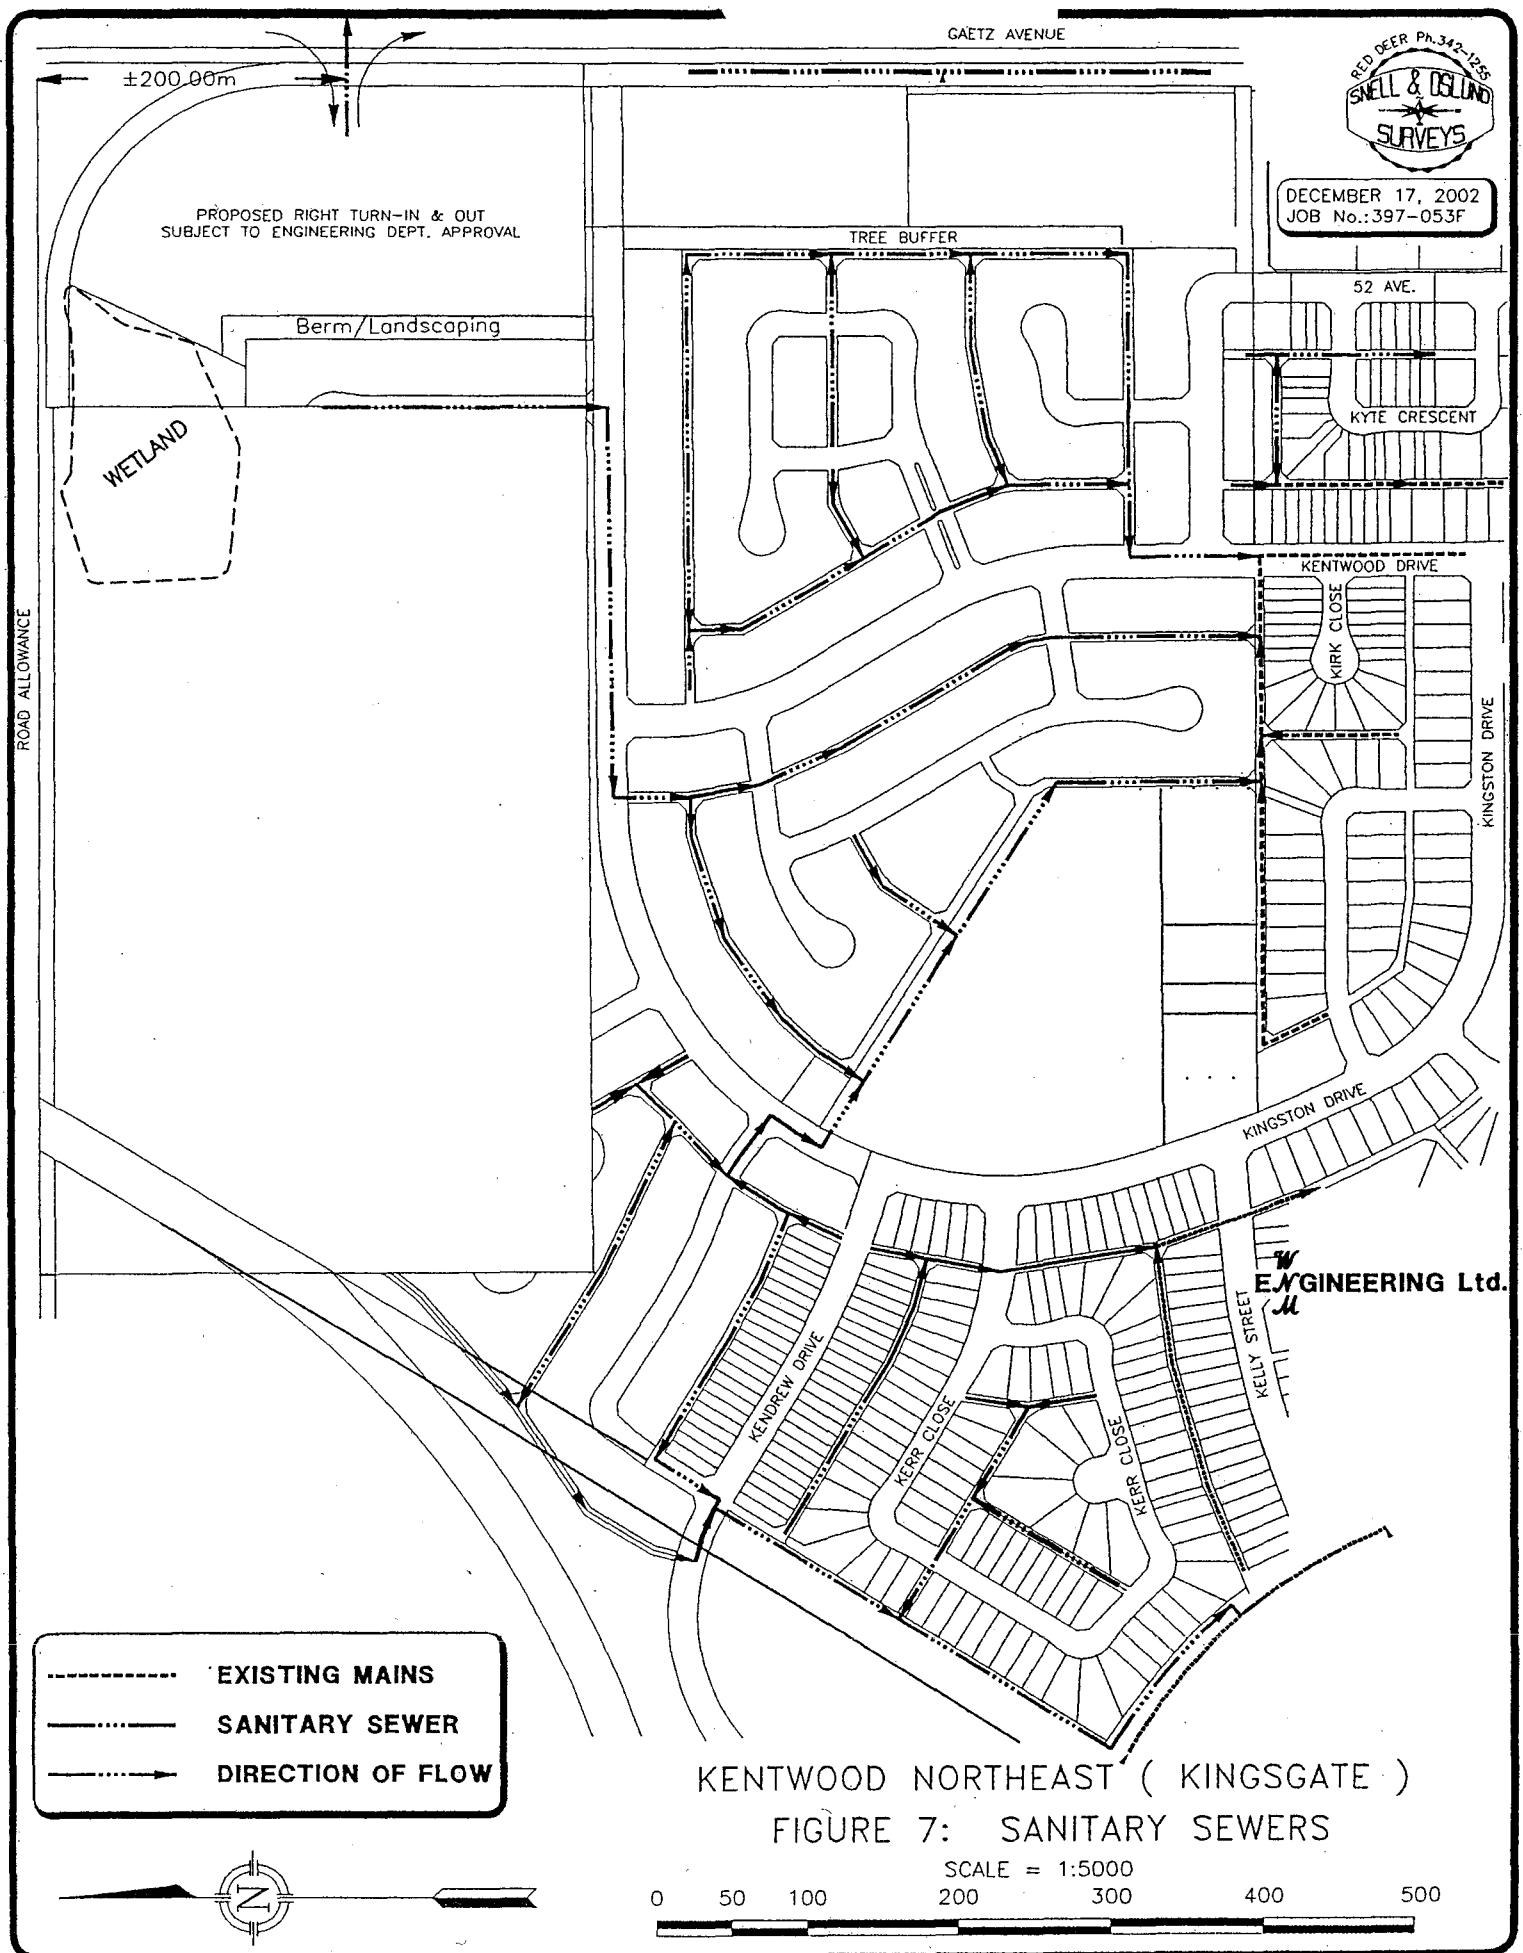 GAETZ AVENUE
±200.00m
RED DEER Ph.342-1255
SNELL & OSLUND
SURVEYS
DECEMBER 17, 2002
JOB No.:397-053F
PROPOSED RIGHT TURN-IN & OUT
SUBJECT TO ENGINEERING DEPT. APPROVAL
TREE BUFFER
52 AVE.
Berm/Landscaping
KYTE CRESCENT
WETLAND
KENTWOOD DRIVE
KIRK CLOSE
ROAD ALLOWANCE
KINGSTON DRIVE
KINGSTON DRIVE
W
ENGINEERING Ltd.
M
KELLY STREET
KENDREW DRIVE
KERR CLOSE
KERR CLOSE
EXISTING MAINS
SANITARY SEWER
DIRECTION OF FLOW
KENTWOOD NORTHEAST ( KINGSGATE )
FIGURE 7: SANITARY SEWERS
SCALE = 1:5000
0 50 100 200 300 400 500
N